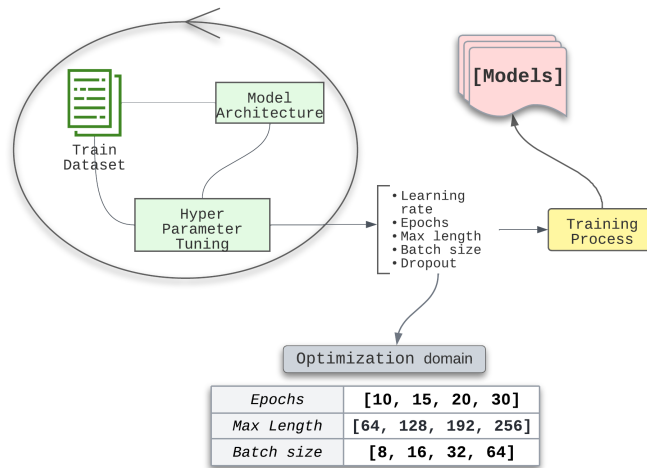 [Models]
Model
Architecture
Train
Dataset
Hyper
Parameter
Tuning
• Learning
rate
• Epochs
• Max length
• Batch size
• Dropout
Training
Process
Optimization domain
Epochs [10, 15, 20, 30]
Max Length [64, 128, 192, 256]
Batch size [8, 16, 32, 64]